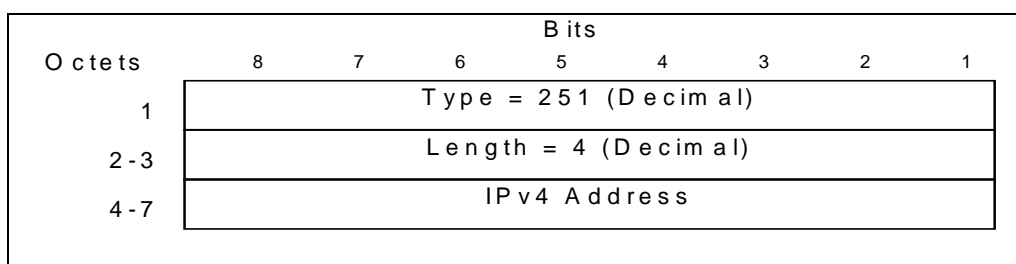 Bits
Octets 8 7 6 5 4 3 2 1
1 Type = 251 (Decimal)
2-3 Length = 4 (Decimal)
4-7 IPv4 Address